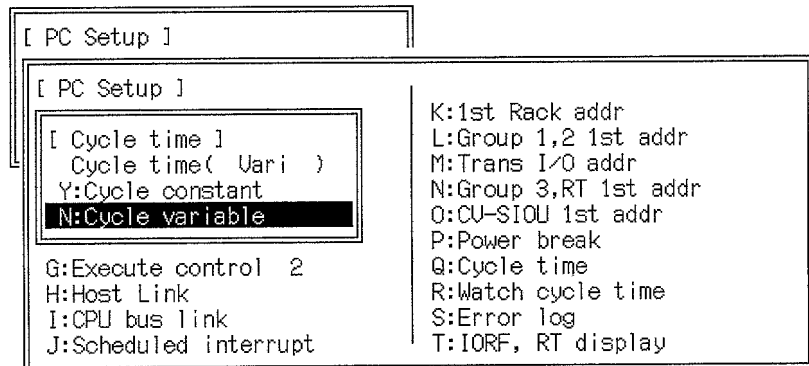 [ PC Setup ]
[ PC Setup ]
[ Cycle time ]
Cycle time(  Vari  )
Y:Cycle constant
N:Cycle variable
G:Execute control  2
H:Host Link
I:CPU bus link
J:Scheduled interrupt
K:1st Rack addr
L:Group 1,2 1st addr
M:Trans I/O addr
N:Group 3,RT 1st addr
O:CV-SIOU 1st addr
P:Power break
Q:Cycle time
R:Watch cycle time
S:Error log
T:IORF, RT display